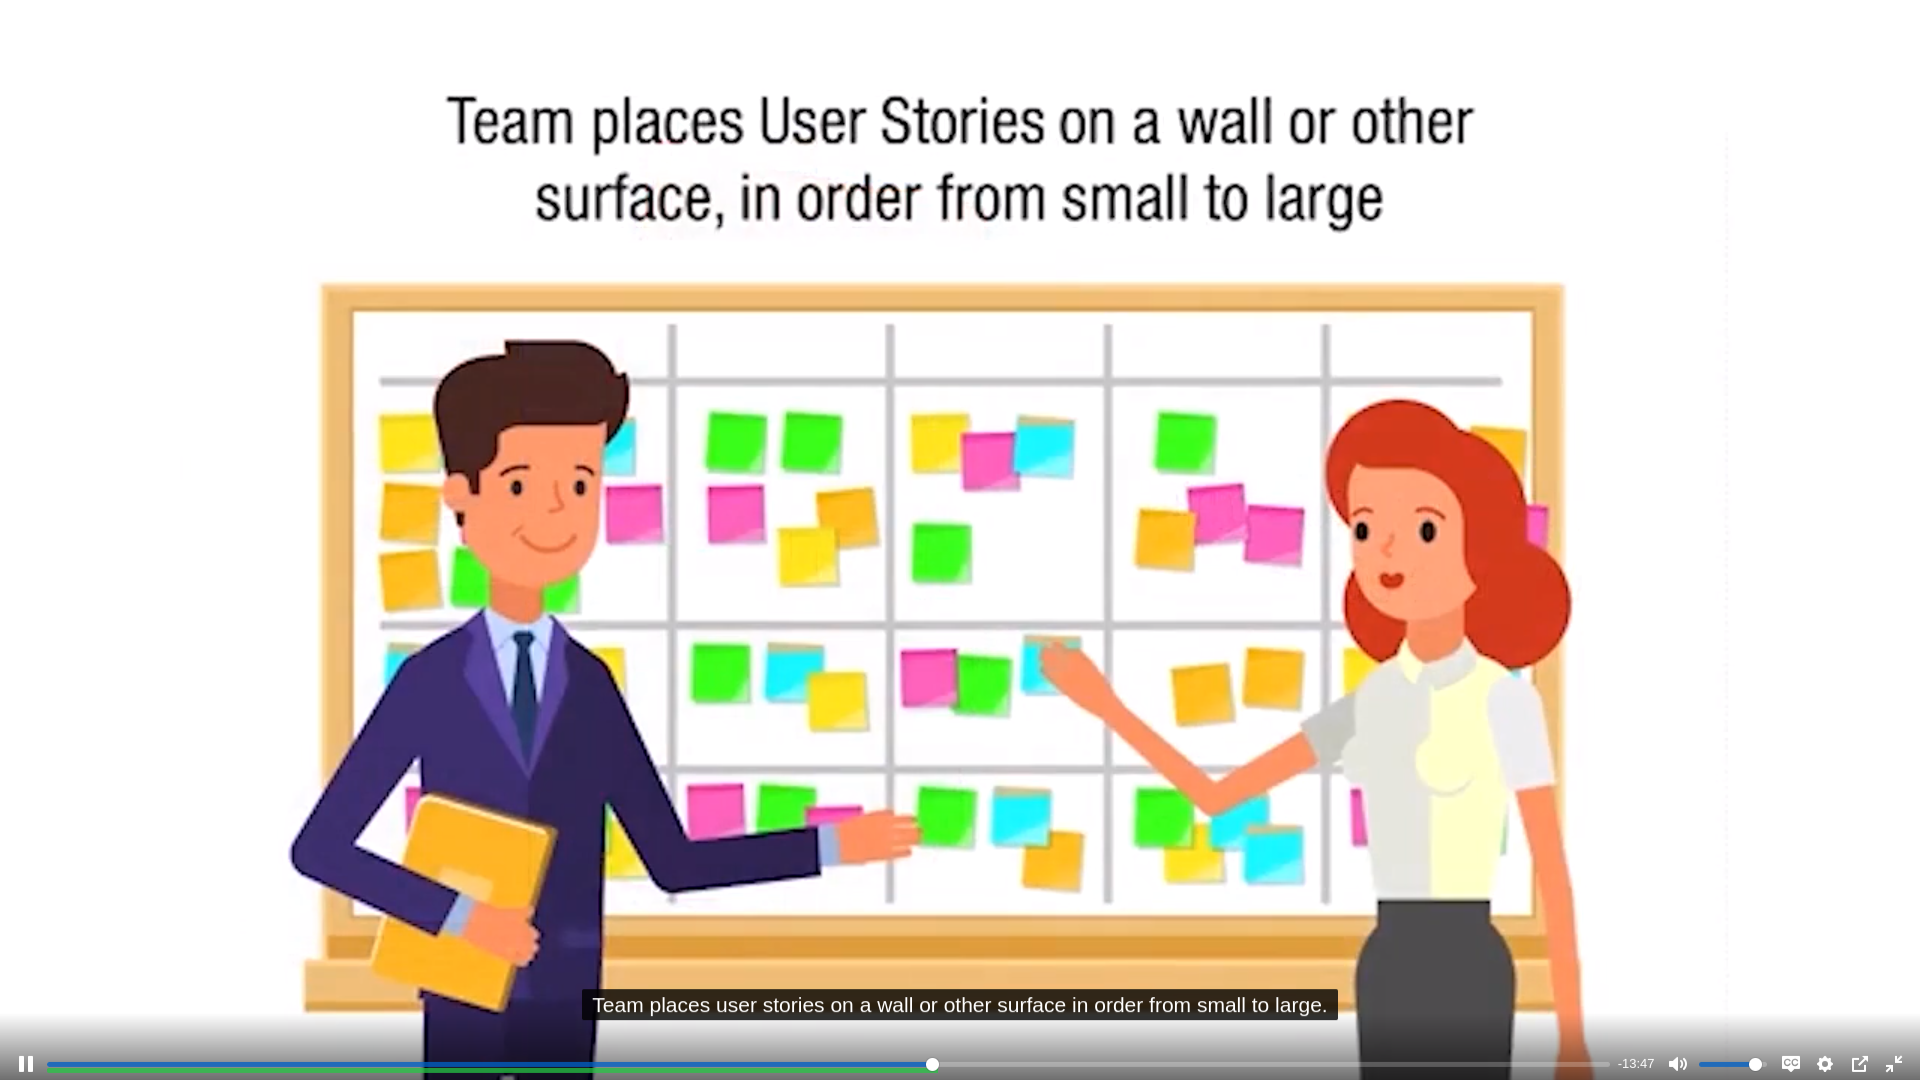 Team places User Stories on a wall or other
surface, in order from small to large
Team places user stories on a wall or other surface in order from small to large.
-13:47
CC